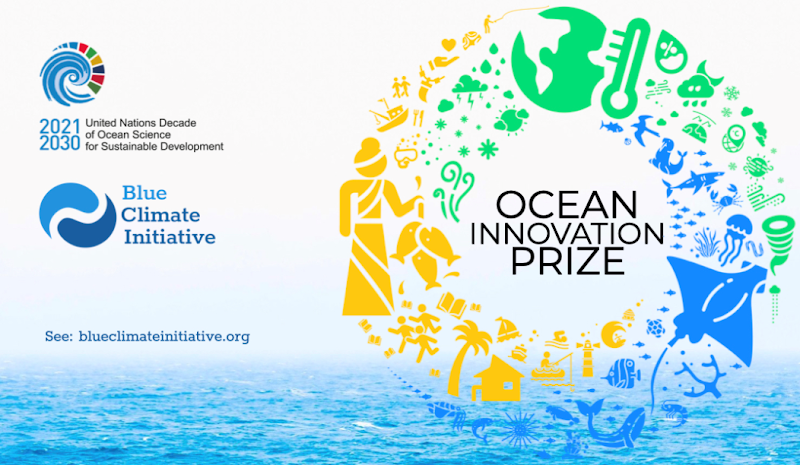 2021
2030
United Nations Decade
of Ocean Science
for Sustainable Development
Blue
Climate
Initiative
See: blueclimateinitiative.org
OCEAN
INNOVATION
PRIZE